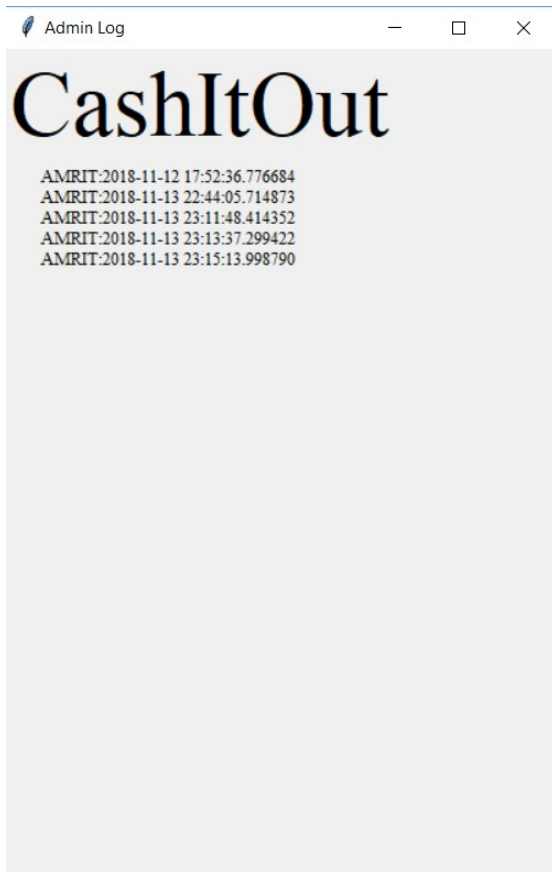 Admin Log
CashItOut
AMRIT:2018-11-12 17:52:36.776684
AMRIT:2018-11-13 22:44:05.714873
AMRIT:2018-11-13 23:11:48.414352
AMRIT:2018-11-13 23:13:37.299422
AMRIT:2018-11-13 23:15:13.998790